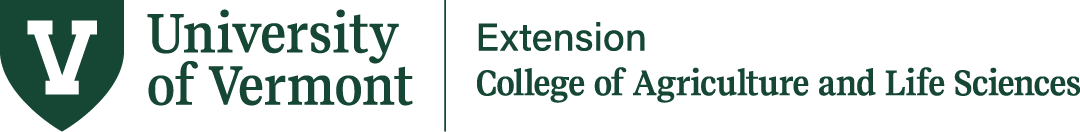 V
University
of Vermont
Extension
College of Agriculture and Life Sciences